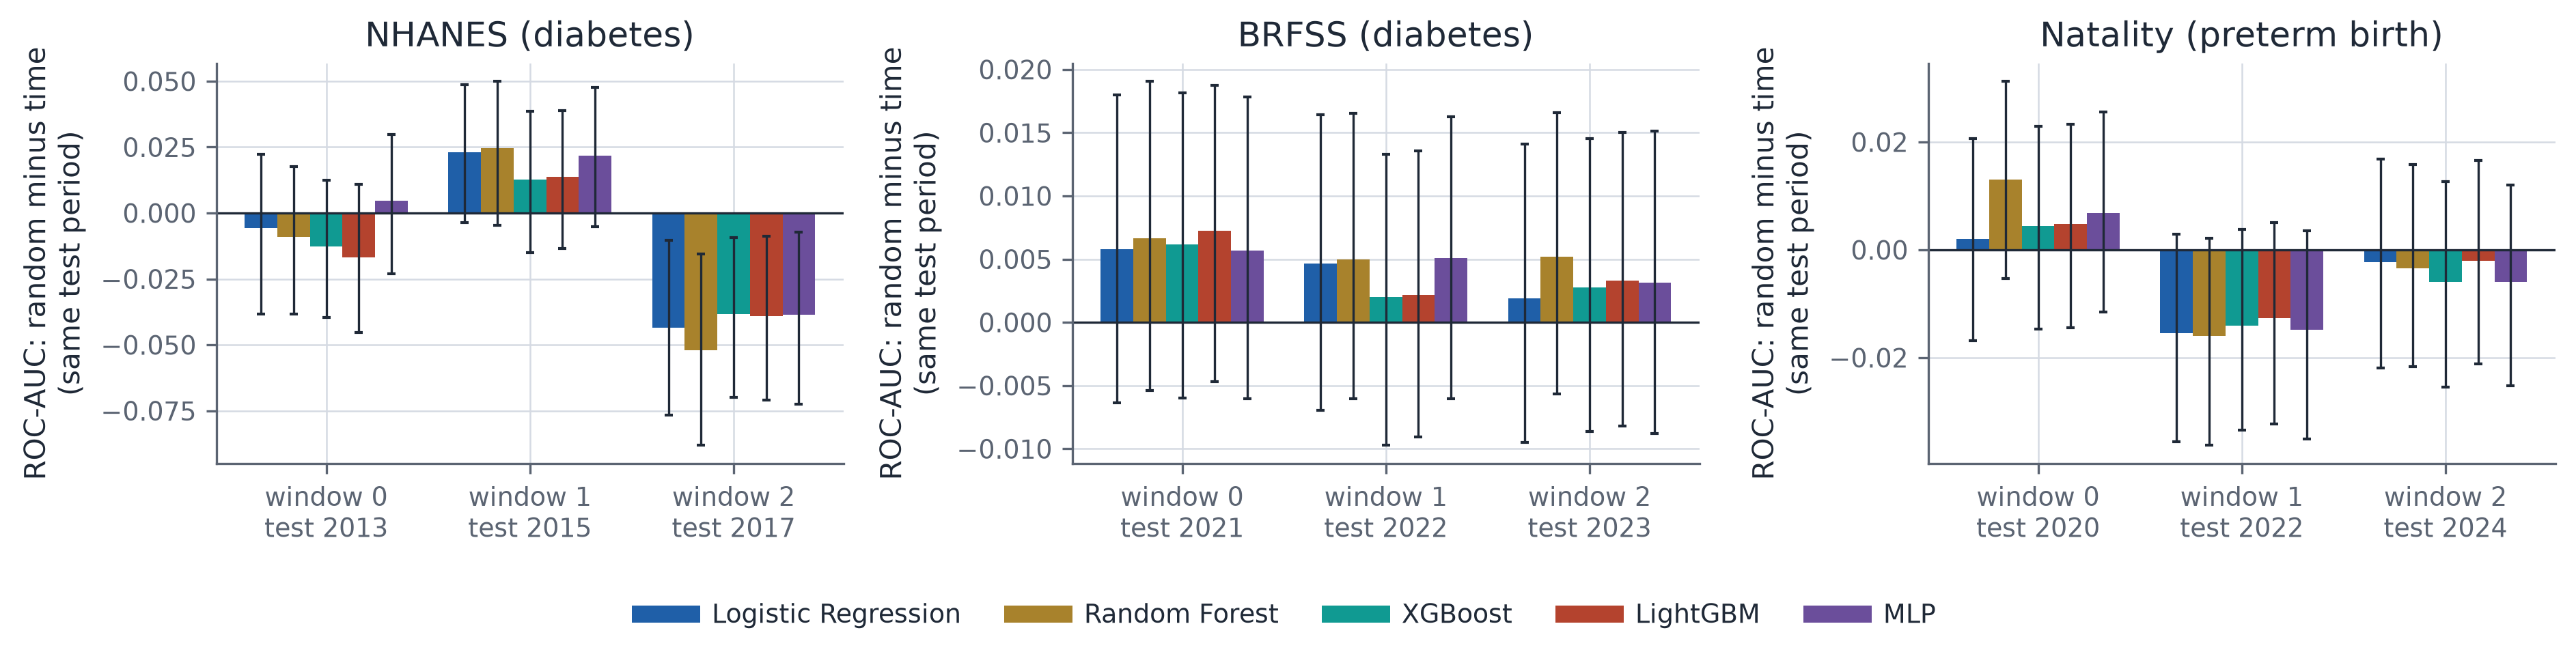 NHANES (diabetes)
ROC-AUC: random minus time
(same test period)
0.050
0.025
0.000
−0.025
−0.050
−0.075
window 0
test 2013
window 1
test 2015
window 2
test 2017
BRFSS (diabetes)
ROC-AUC: random minus time
(same test period)
0.020
0.015
0.010
0.005
0.000
−0.005
−0.010
window 0
test 2021
window 1
test 2022
window 2
test 2023
Natality (preterm birth)
ROC-AUC: random minus time
(same test period)
0.02
0.00
−0.02
window 0
test 2020
window 1
test 2022
window 2
test 2024
Logistic Regression
Random Forest
XGBoost
LightGBM
MLP